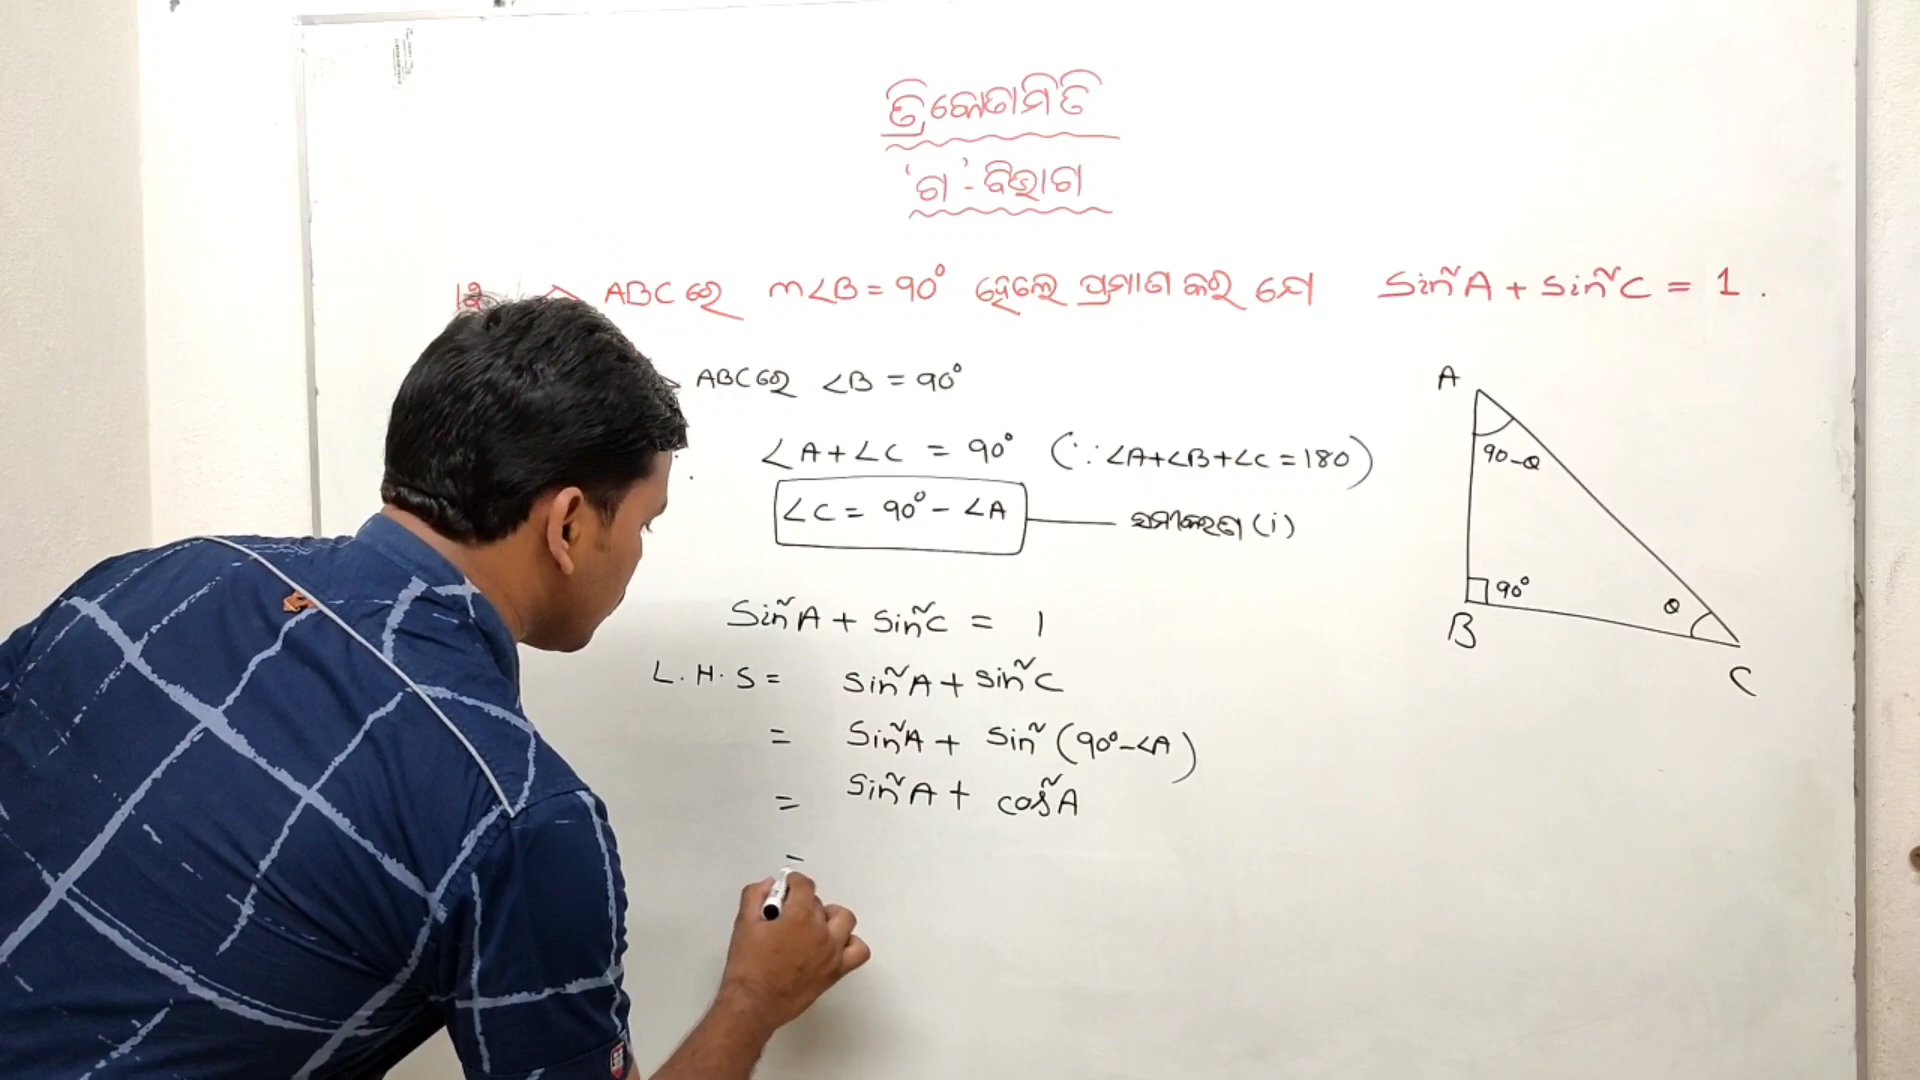 ତ୍ରିକୋଣମିତି
'ଗ' - ବିଭାଗ
△ ABC ରେ m∠B = 90° ହେଲେ ପ୍ରମାଣ କର ଯେ sin²A + sin²C = 1 .
ABC ରେ ∠B = 90°
∠A + ∠C = 90° (∵ ∠A+∠B+∠C = 180)
∠C = 90° - ∠A — ସମୀକରଣ (i)
sin²A + sin²C = 1
L.H.S = sin²A + sin²C
= sin²A + sin² (90° - ∠A)
= sin²A + cos²A
=
A
90-θ
90°
θ
B
C